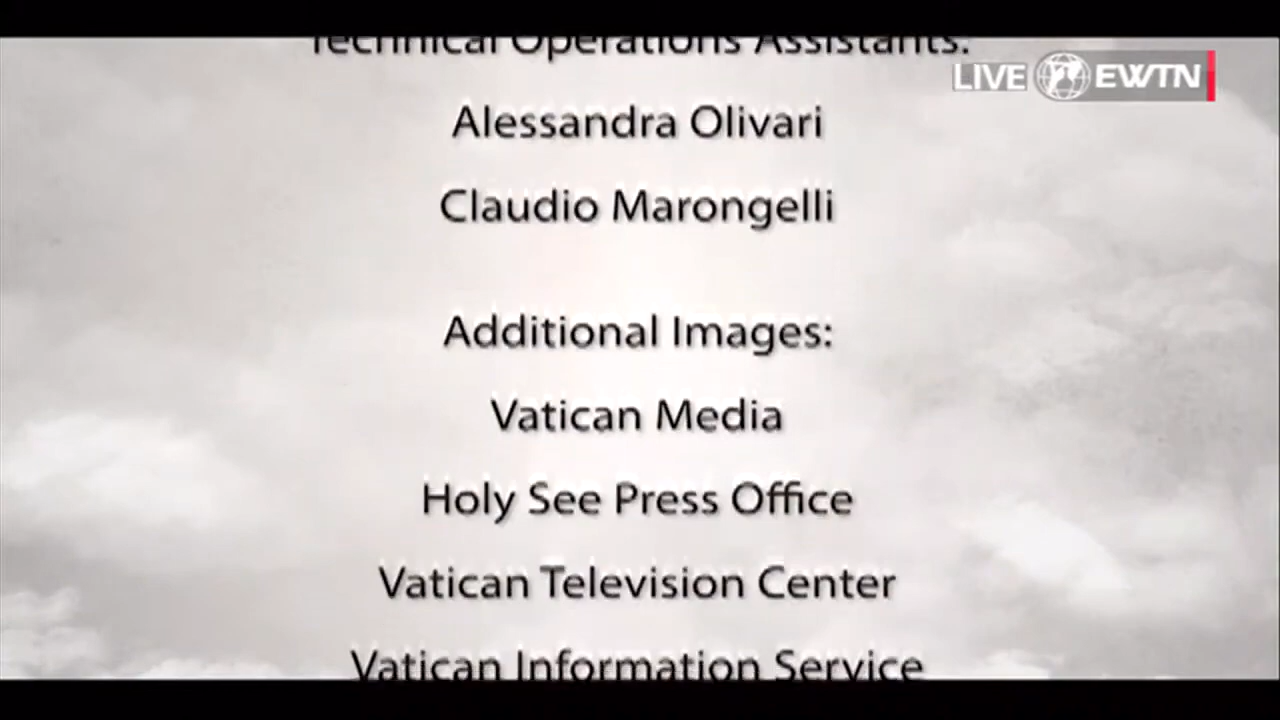 Technical Operations Assistants:
LIVE EWTN
Alessandra Olivari
Claudio Marongelli
Additional Images:
Vatican Media
Holy See Press Office
Vatican Television Center
Vatican Information Service